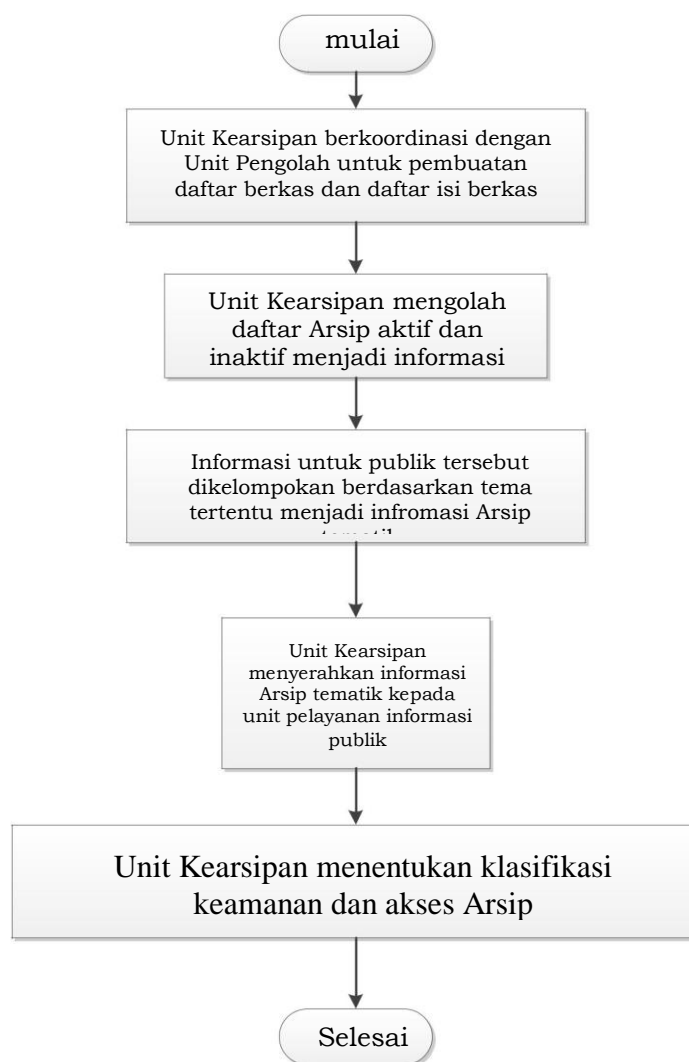 mulai
Unit Kearsipan berkoordinasi dengan
Unit Pengolah untuk pembuatan
daftar berkas dan daftar isi berkas
Unit Kearsipan mengolah
daftar Arsip aktif dan
inaktif menjadi informasi
Informasi untuk publik tersebut
dikelompokan berdasarkan tema
tertentu menjadi infromasi Arsip
tematik
Unit Kearsipan
menyerahkan informasi
Arsip tematik kepada
unit pelayanan informasi
publik
Unit Kearsipan menentukan klasifikasi
keamanan dan akses Arsip
Selesai